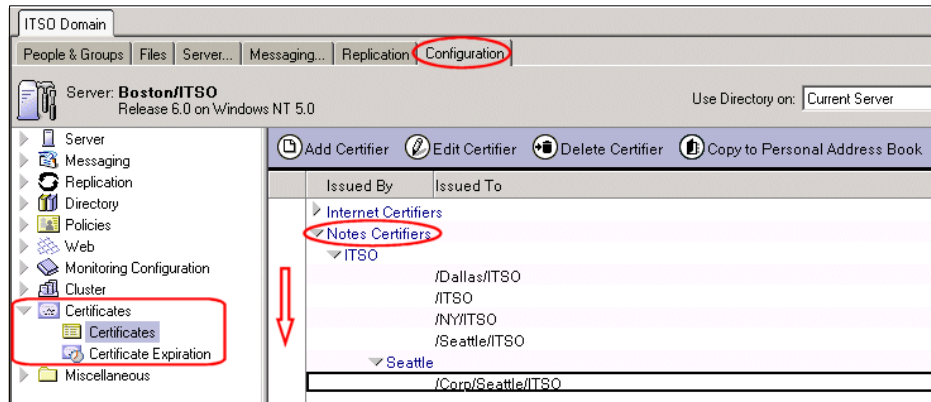 ITSO Domain
People & Groups Files Server... Messaging... Replication Configuration
Server: Boston/ITSO
Release 6.0 on Windows NT 5.0
Use Directory on: Current Server
Server
Messaging
Replication
Directory
Policies
Web
Monitoring Configuration
Cluster
Certificates
Certificates
Certificate Expiration
Miscellaneous
Add Certifier Edit Certifier Delete Certifier Copy to Personal Address Book
Issued By Issued To
Internet Certifiers
Notes Certifiers
ITSO
/Dallas/ITSO
/ITSO
/NY/ITSO
/Seattle/ITSO
Seattle
/Corp/Seattle/ITSO